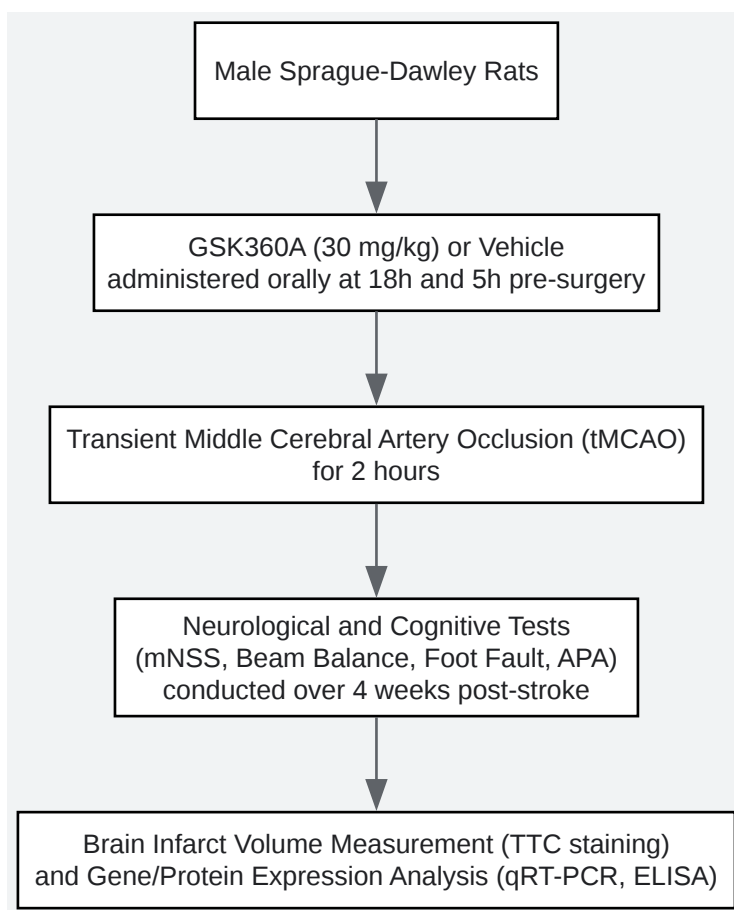 Male Sprague-Dawley Rats
GSK360A (30 mg/kg) or Vehicle
administered orally at 18h and 5h pre-surgery
Transient Middle Cerebral Artery Occlusion (tMCAO)
for 2 hours
Neurological and Cognitive Tests
(mNSS, Beam Balance, Foot Fault, APA)
conducted over 4 weeks post-stroke
Brain Infarct Volume Measurement (TTC staining)
and Gene/Protein Expression Analysis (qRT-PCR, ELISA)